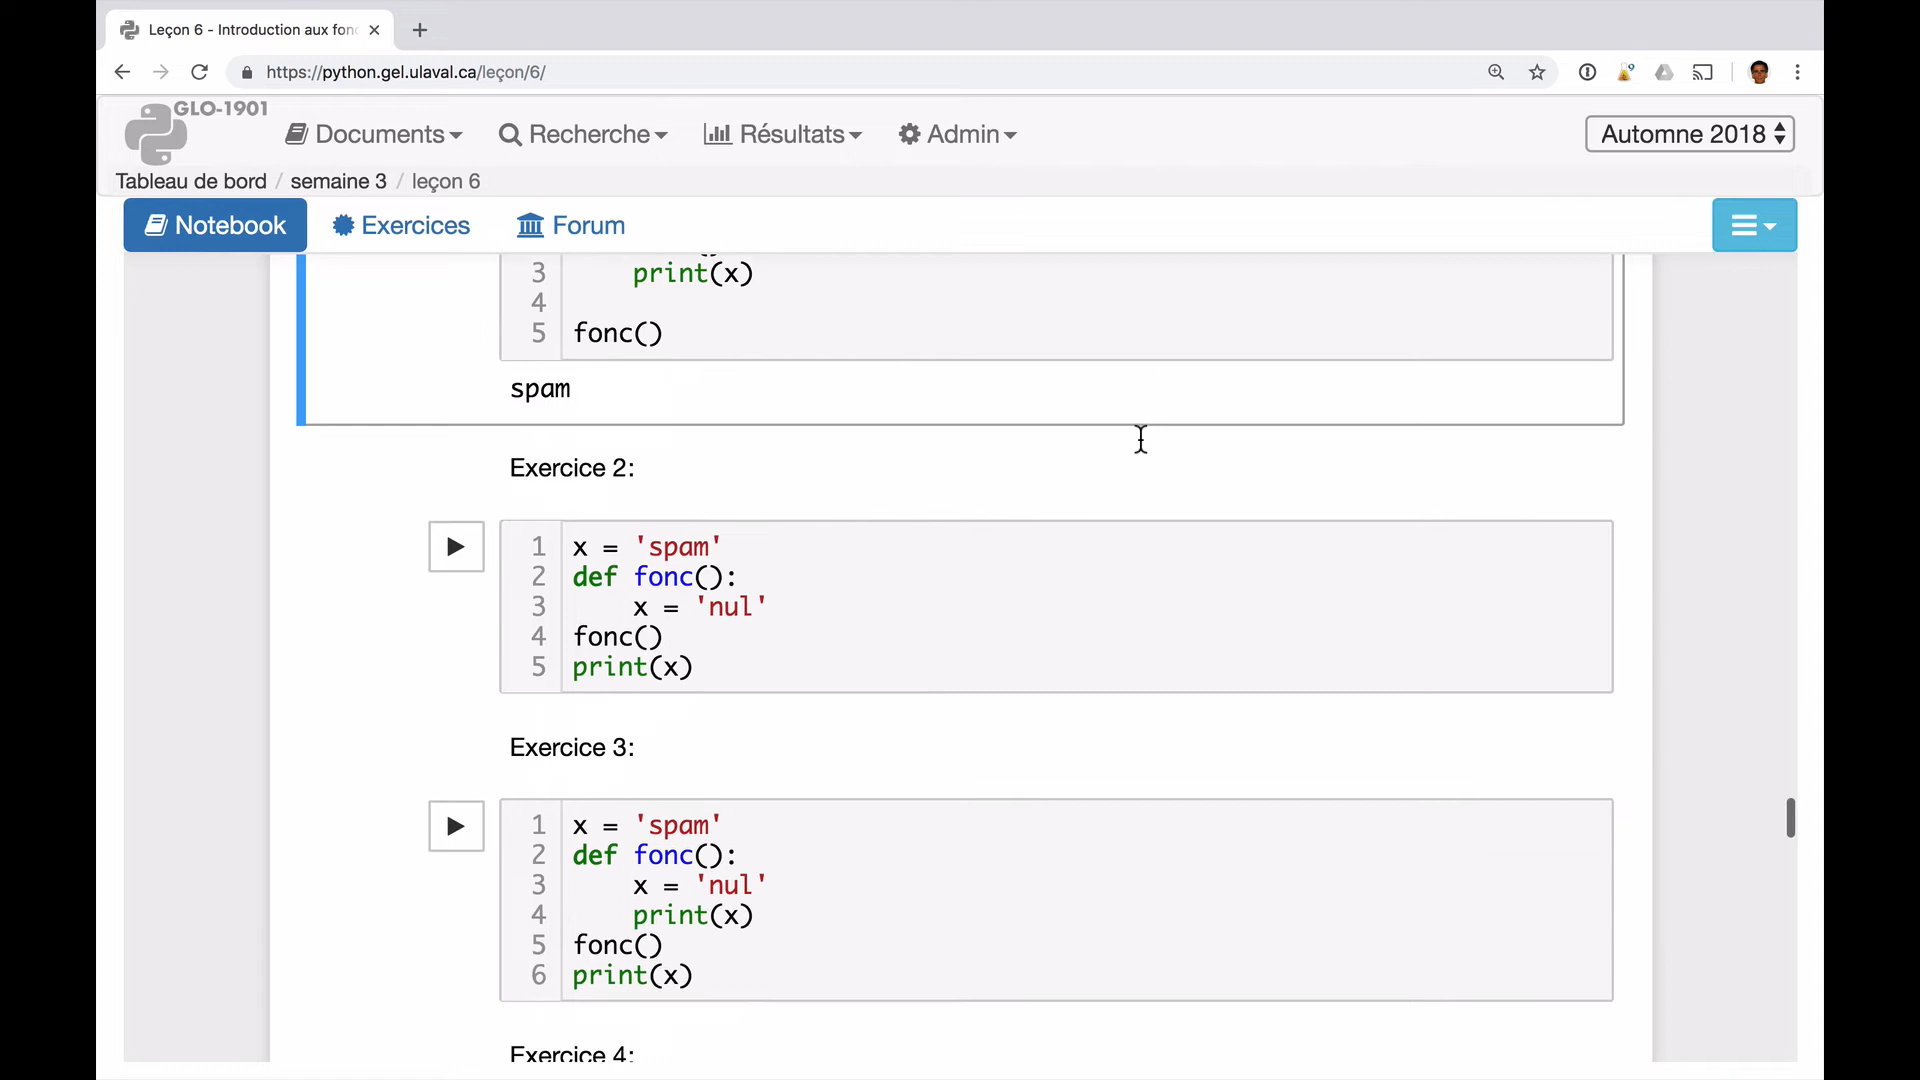 Leçon 6 - Introduction aux fon
https://python.gel.ulaval.ca/leçon/6/
GLO-1901
Documents
Recherche
Résultats
Admin
Automne 2018
Tableau de bord / semaine 3 / leçon 6
Notebook
Exercices
Forum
3 print(x)
4
5 fonc()
spam
Exercice 2:
1 x = 'spam'
2 def fonc():
3 x = 'nul'
4 fonc()
5 print(x)
Exercice 3:
1 x = 'spam'
2 def fonc():
3 x = 'nul'
4 print(x)
5 fonc()
6 print(x)
Exercice 4: